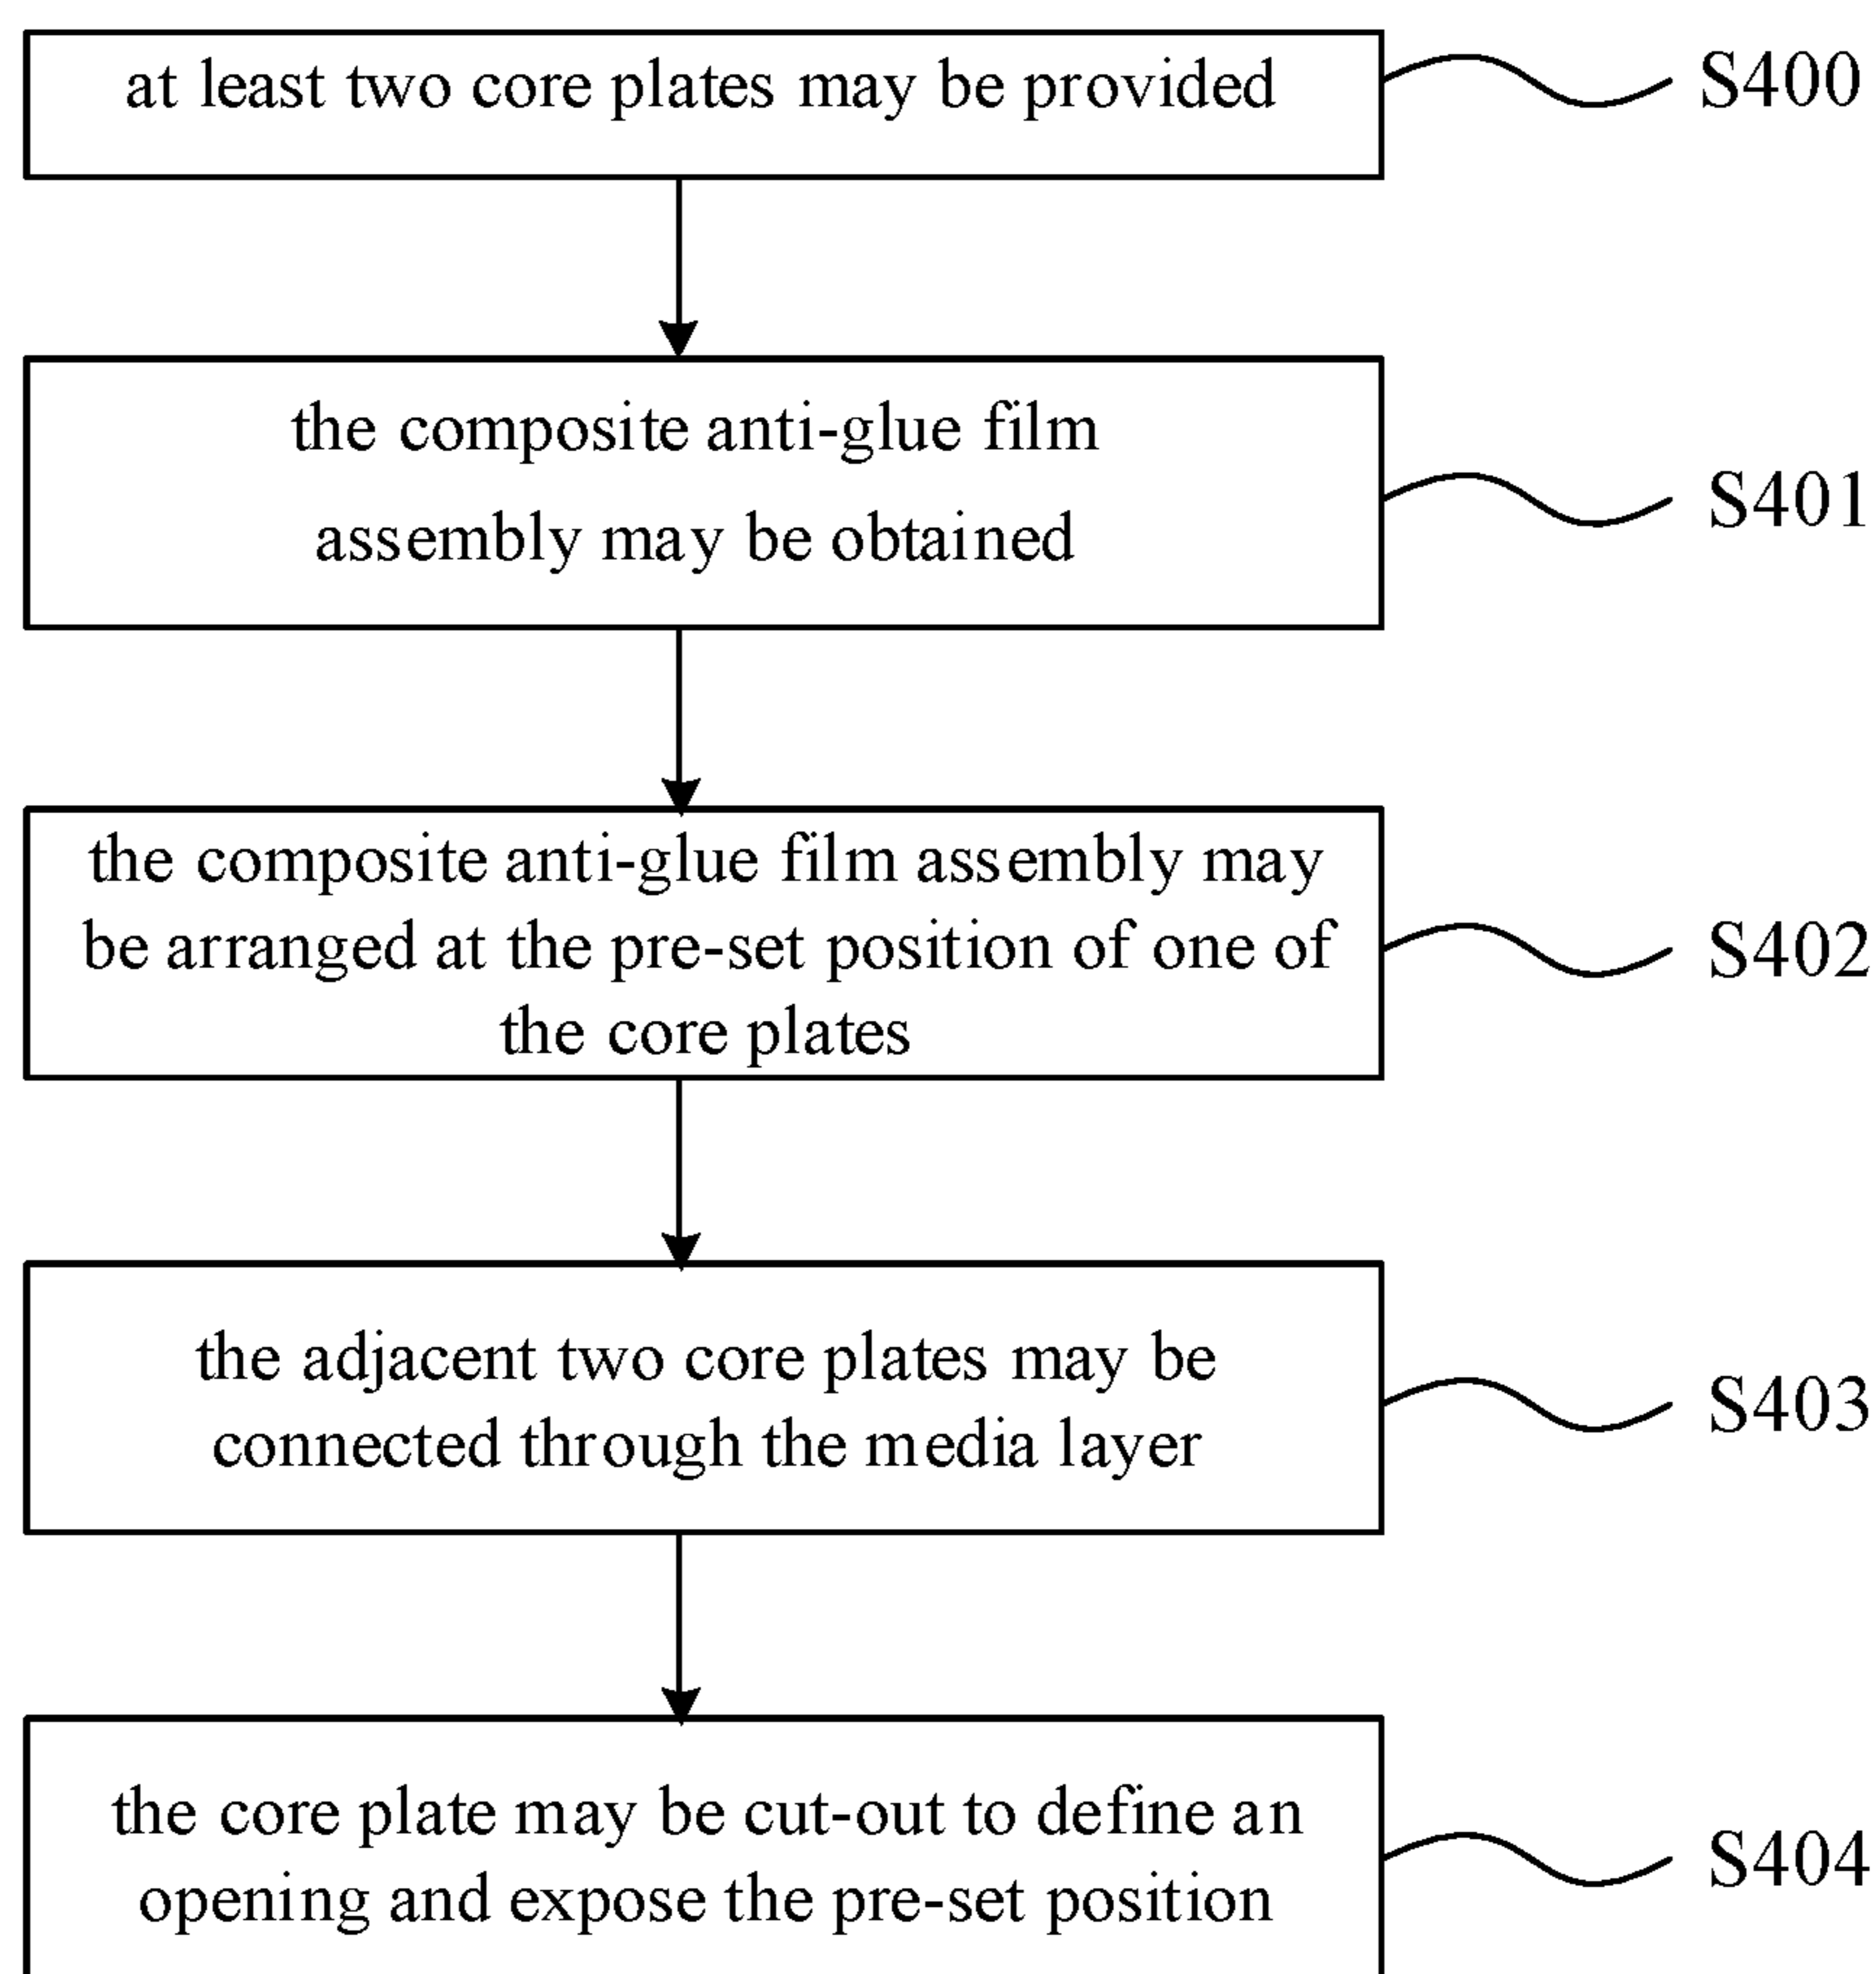 at least two core plates may be provided
S400
the composite anti-glue film
assembly may be obtained
S401
the composite anti-glue film assembly may
be arranged at the pre-set position of one of
the core plates
S402
the adjacent two core plates may be
connected through the media layer
S403
the core plate may be cut-out to define an
opening and expose the pre-set position
S404